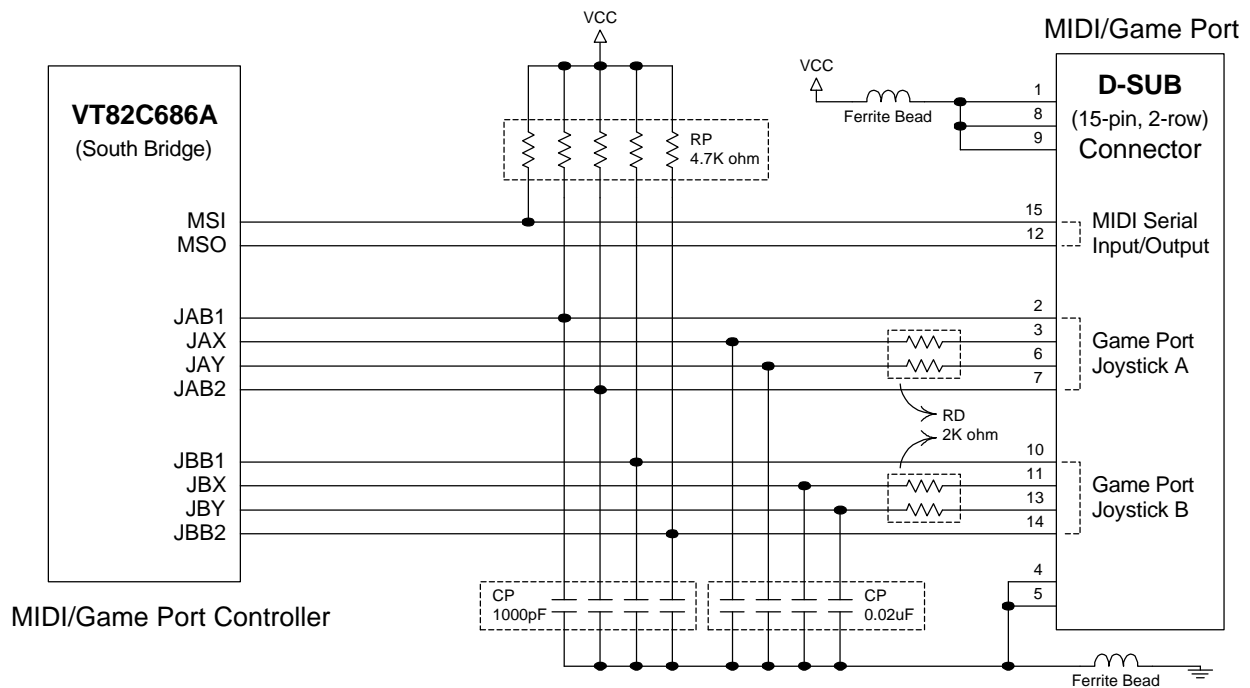 VCC
MIDI/Game Port
VT82C686A
(South Bridge)
RP
4.7K ohm
VCC
Ferrite Bead
1
8
9
D-SUB
(15-pin, 2-row)
Connector
MSI
MSO
15
12
MIDI Serial
Input/Output
JAB1
JAX
JAY
JAB2
2
3
6
7
Game Port
Joystick A
RD
2K ohm
JBB1
JBX
JBY
JBB2
10
11
13
14
Game Port
Joystick B
4
5
CP
1000pF
CP
0.02uF
MIDI/Game Port Controller
Ferrite Bead